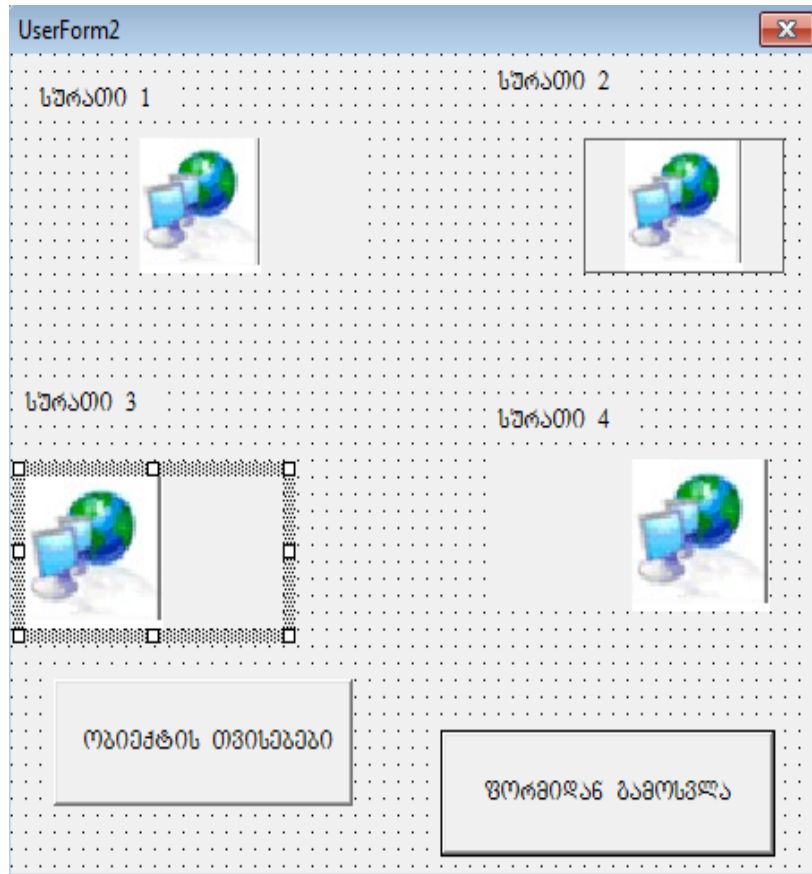 UserForm2
სურათი 1
სურათი 2
სურათი 3
სურათი 4
ობიექტის თვისებები
ფორმიდან გამოსვლა